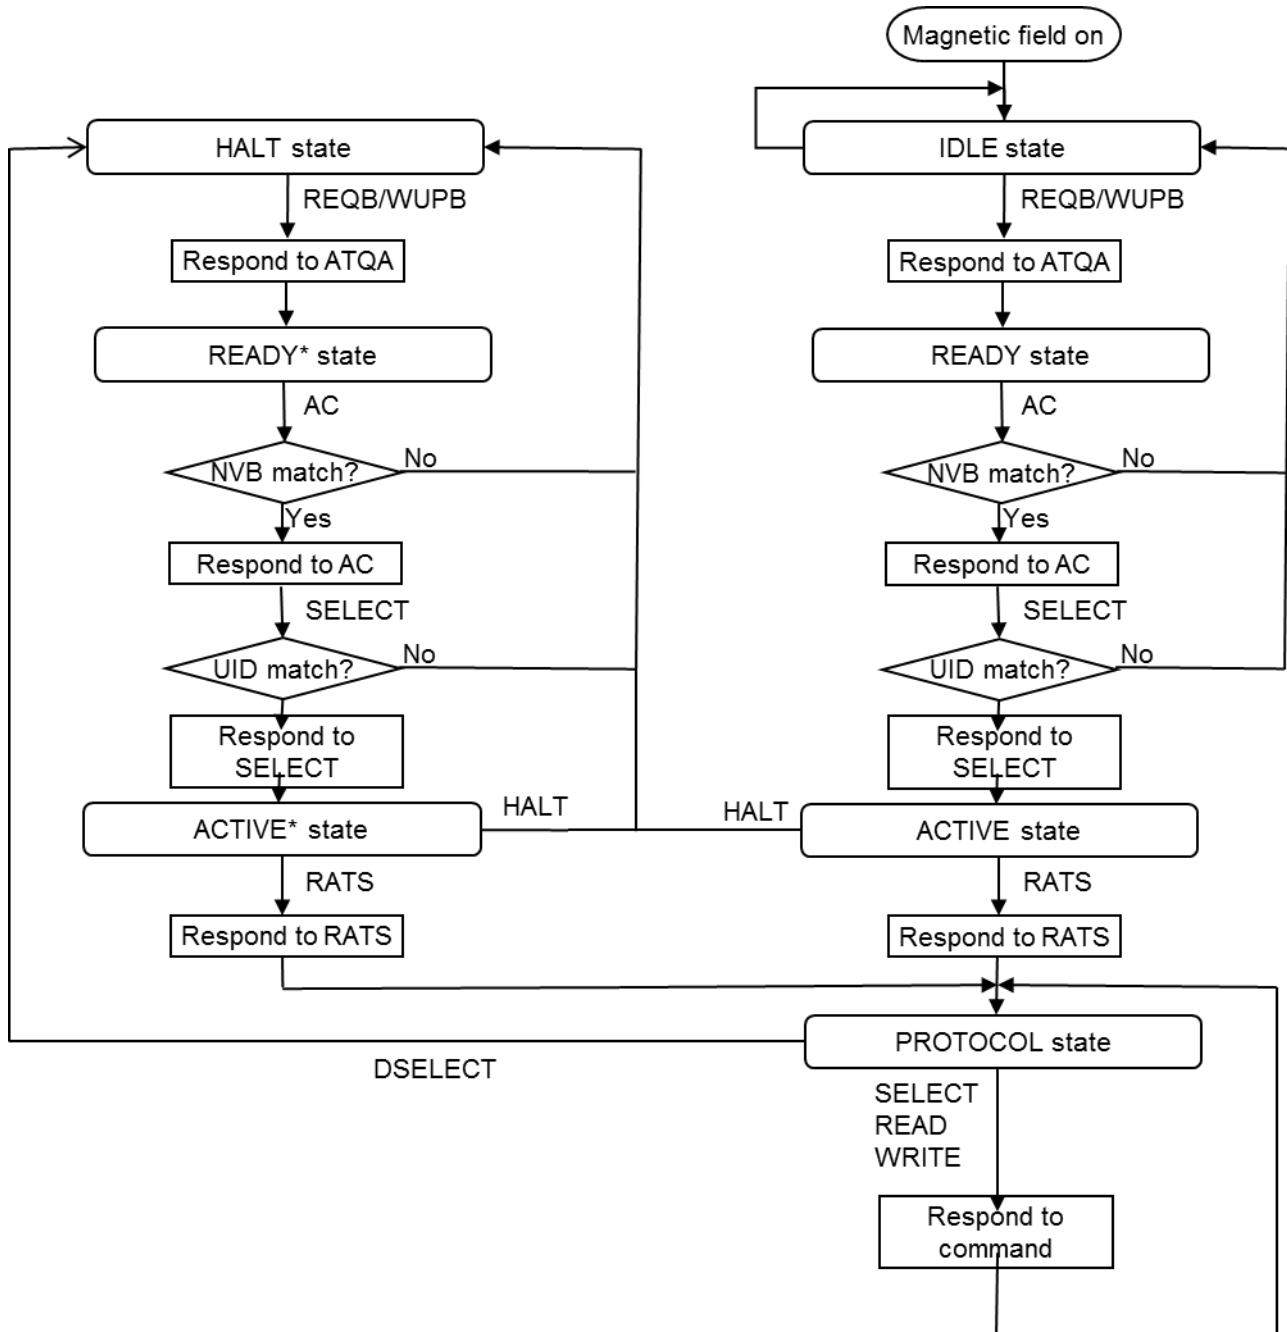 Magnetic field on
HALT state
IDLE state
REQB/WUPB
REQB/WUPB
Respond to ATQA
Respond to ATQA
READY* state
READY state
AC
AC
NVB match?
No
NVB match?
No
Yes
Yes
Respond to AC
Respond to AC
SELECT
SELECT
UID match?
No
UID match?
No
Respond to
SELECT
Respond to
SELECT
ACTIVE* state
HALT
HALT
ACTIVE state
RATS
RATS
Respond to RATS
Respond to RATS
PROTOCOL state
DSELECT
SELECT
READ
WRITE
Respond to
command